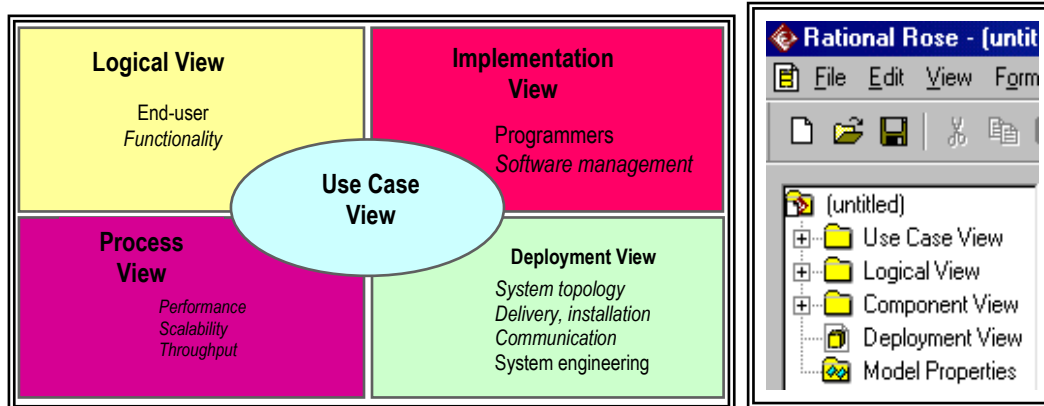 Logical View
End-user
Functionality
Implementation
View
Programmers
Software management
Use Case
View
Process
View
Performance
Scalability
Throughput
Deployment View
System topology
Delivery, installation
Communication
System engineering
Rational Rose - (untit
File Edit View Form
(untitled)
Use Case View
Logical View
Component View
Deployment View
Model Properties